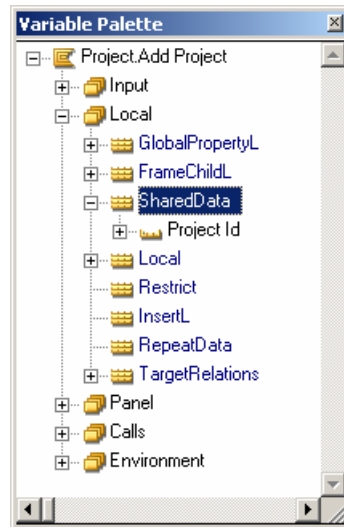 Variable Palette
Project.Add Project
Input
Local
GlobalPropertyL
FrameChildL
SharedData
Project Id
Local
Restrict
InsertL
RepeatData
TargetRelations
Panel
Calls
Environment